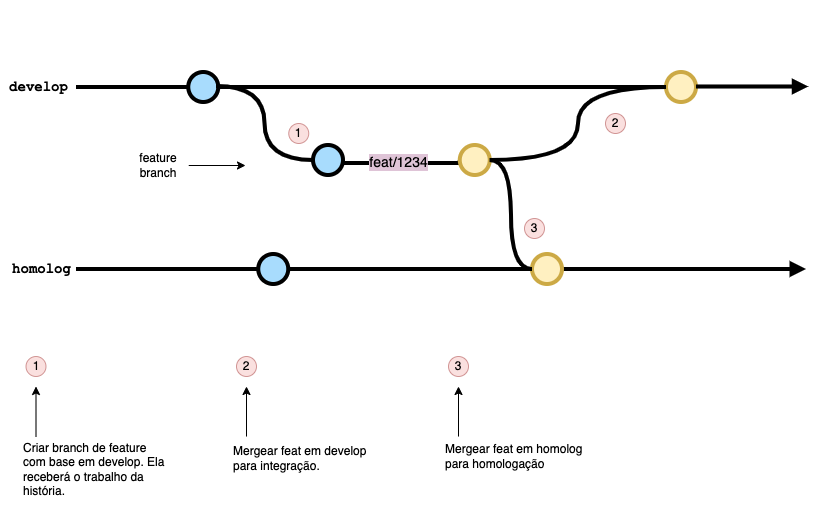 develop
1
2
feature
branch
feat/1234
3
homolog
1
2
3
Criar branch de feature
com base em develop. Ela
receberá o trabalho da
história.
Mergear feat em develop
para integração.
Mergear feat em homolog
para homologação